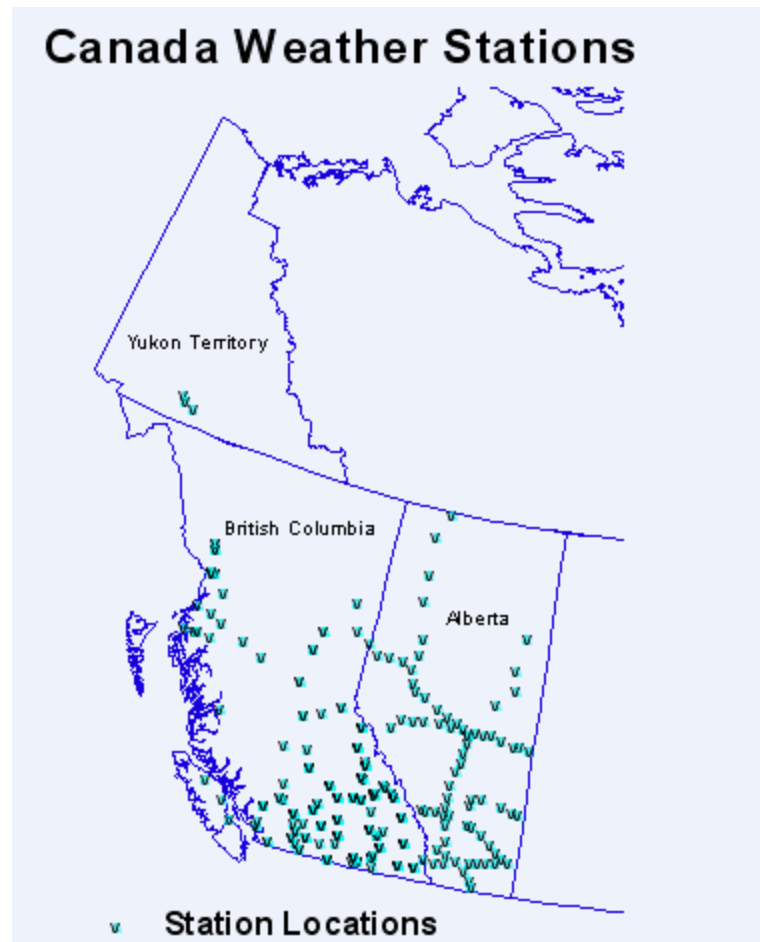 Canada Weather Stations
Yukon Territory
British Columbia
Alberta
v Station Locations